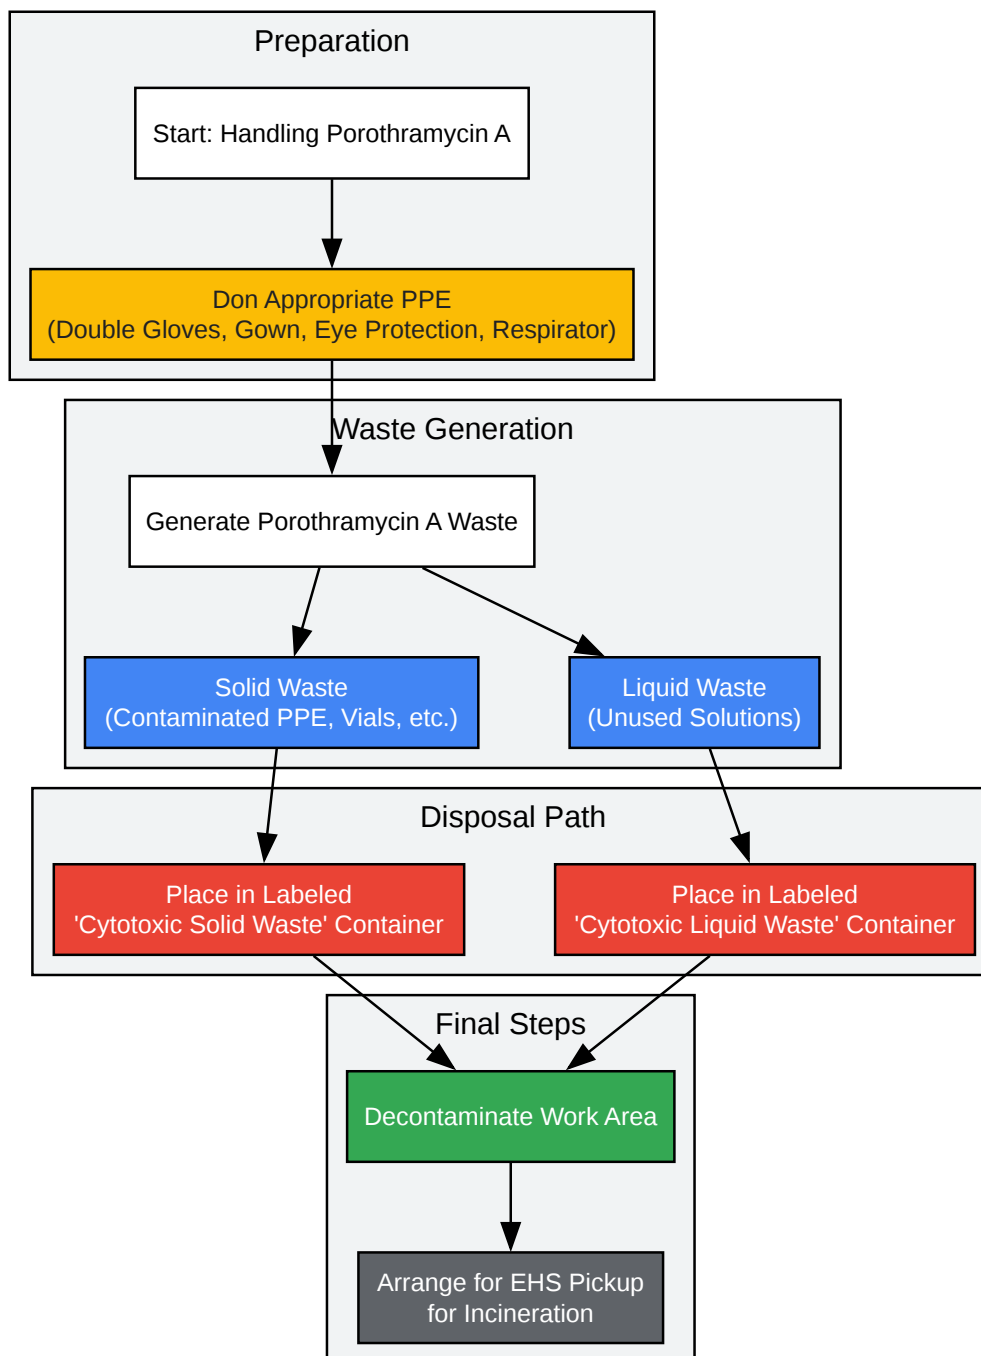 Preparation
Start: Handling Porothramycin A
Don Appropriate PPE
(Double Gloves, Gown, Eye Protection, Respirator)
Waste Generation
Generate Porothramycin A Waste
Solid Waste
(Contaminated PPE, Vials, etc.)
Liquid Waste
(Unused Solutions)
Disposal Path
Place in Labeled
'Cytotoxic Solid Waste' Container
Place in Labeled
'Cytotoxic Liquid Waste' Container
Final Steps
Decontaminate Work Area
Arrange for EHS Pickup
for Incineration